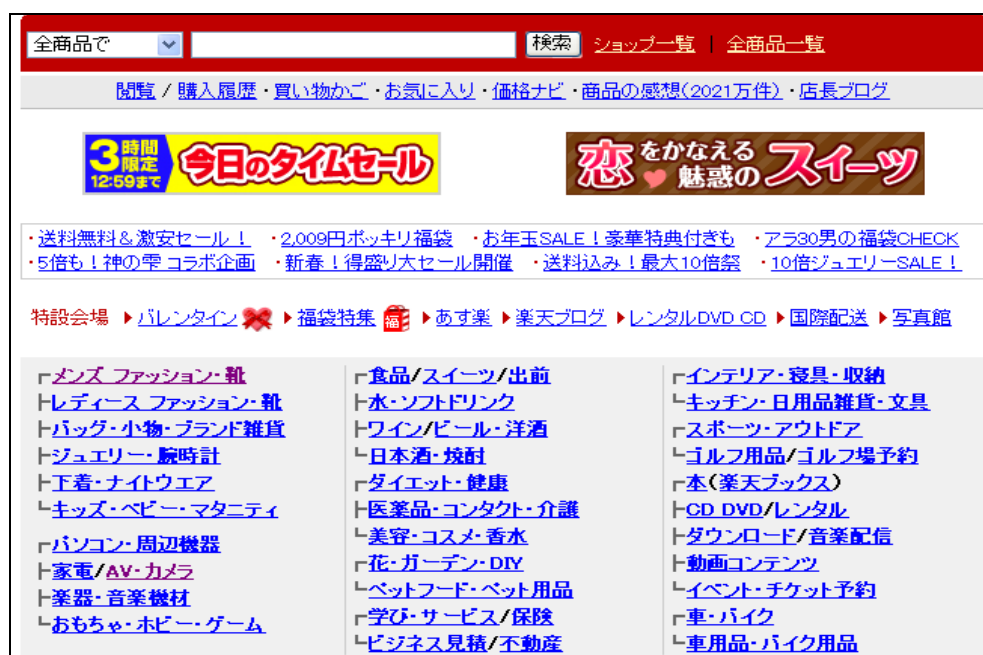 全商品で 検索 ショップ一覧 | 全商品一覧
閲覧 / 購入履歴・買い物かご・お気に入り・価格ナビ・商品の感想(2021万件)・店長ブログ
3時間限定 12:59まで 今日のタイムセール
恋をかなえる魅惑のスイーツ
・送料無料&激安セール! ・2,009円ポッキリ福袋 ・お年玉SALE!豪華特典付きも ・アラ30男の福袋CHECK
・5倍も!神の雫 コラボ企画 ・新春!得盛り大セール開催 ・送料込み!最大10倍祭 ・10倍ジュエリーSALE!
特設会場 バレンタイン 福袋特集 福 あす楽 楽天ブログ レンタルDVD CD 国際配送 写真館
┌メンズ ファッション・靴
├レディース ファッション・靴
├バッグ・小物・ブランド雑貨
├ジュエリー・腕時計
├下着・ナイトウエア
└キッズ・ベビー・マタニティ
┌パソコン・周辺機器
├家電/AV・カメラ
├楽器・音楽機材
└おもちゃ・ホビー・ゲーム
┌食品/スイーツ/出前
├水・ソフトドリンク
├ワイン/ビール・洋酒
└日本酒・焼酎
┌ダイエット・健康
├医薬品・コンタクト・介護
└美容・コスメ・香水
┌花・ガーデン・DIY
└ペットフード・ペット用品
┌学び・サービス/保険
└ビジネス見積/不動産
┌インテリア・寝具・収納
└キッチン・日用品雑貨・文具
┌スポーツ・アウトドア
└ゴルフ用品/ゴルフ場予約
┌本(楽天ブックス)
├CD DVD/レンタル
├ダウンロード/音楽配信
├動画コンテンツ
└イベント・チケット予約
┌車・バイク
└車用品・バイク用品